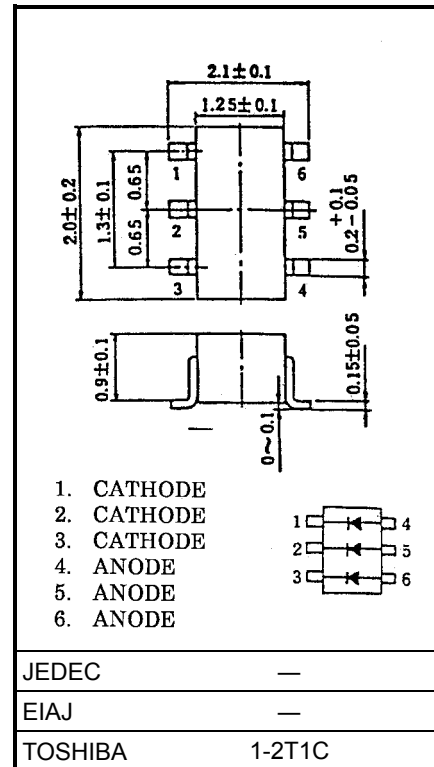 2.1±0.1
1.25±0.1
1
6
2
5
3
4
2.0±0.2
1.3±0.1
0.65
0.65
+0.1
0.2-0.05
0.9±0.1
0.15±0.05
0~0.1
1. CATHODE
2. CATHODE
3. CATHODE
4. ANODE
5. ANODE
6. ANODE
1 4
2 5
3 6
JEDEC —
EIAJ —
TOSHIBA 1-2T1C